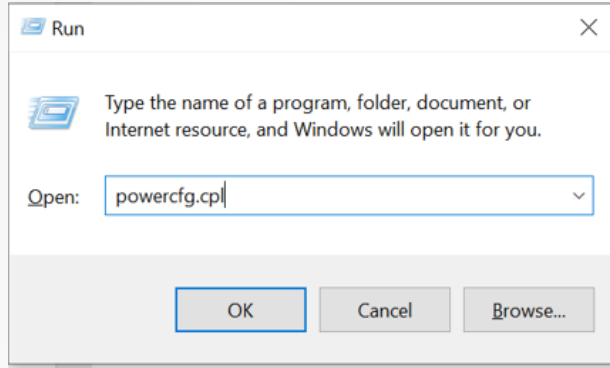 Run
Type the name of a program, folder, document, or
Internet resource, and Windows will open it for you.
Open: powercfg.cpl
OK Cancel Browse...